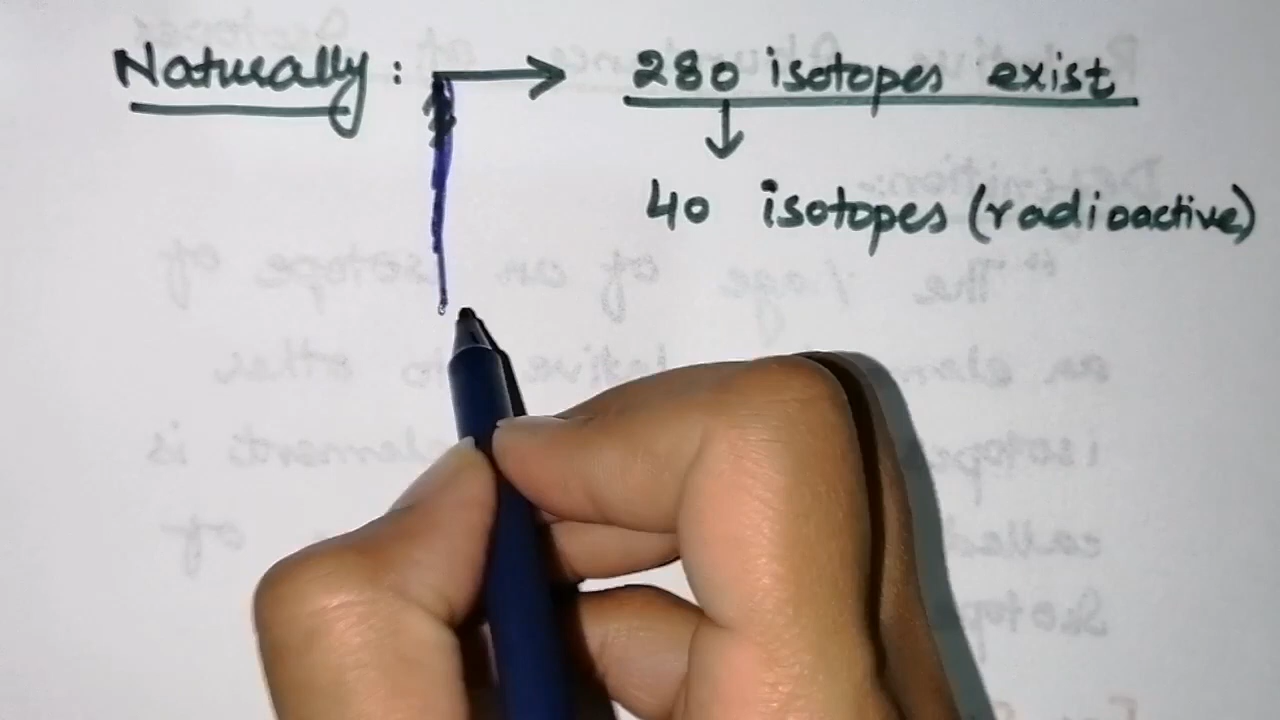 Naturally : → 280 isotopes exist
↓
40 isotopes (radioactive)